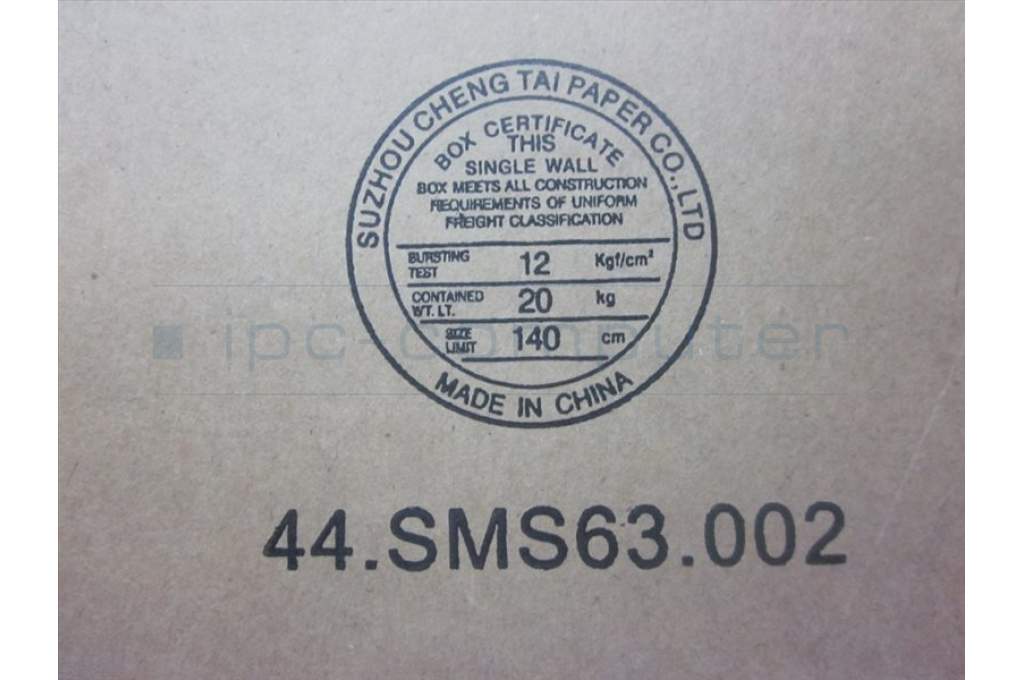 SUZHOU CHENG TAI PAPER CO.,LTD
BOX CERTIFICATE
THIS
SINGLE WALL
BOX MEETS ALL CONSTRUCTION
REQUIREMENTS OF UNIFORM
FREIGHT CLASSIFICATION
BURSTING TEST 12 Kgf/cm²
CONTAINED WT. LT. 20 kg
SIZE LIMIT 140 cm
MADE IN CHINA
ipc-computer
44.SMS63.002